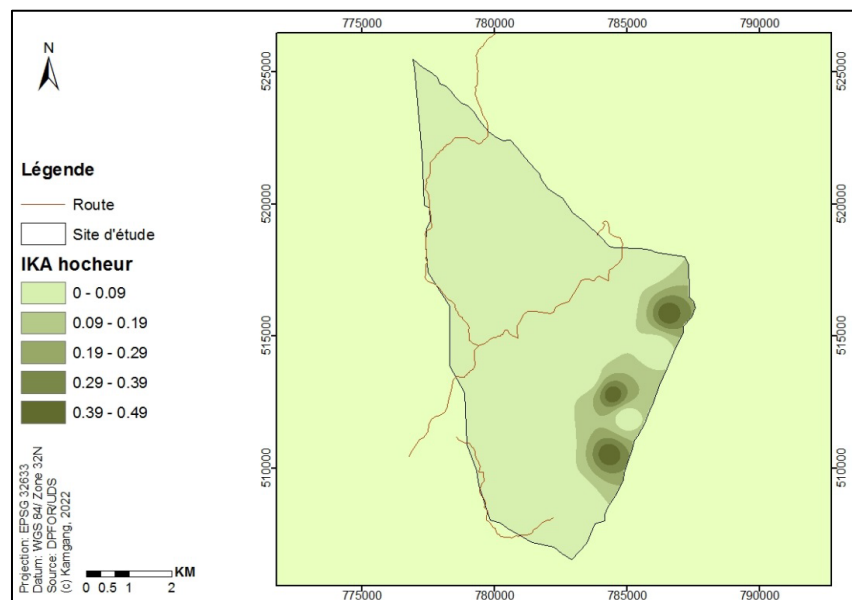 775000 780000 785000 790000
N
525000 525000
Légende
Route
520000 520000
Site d'étude
IKA hocheur
0 - 0.09
0.09 - 0.19
0.19 - 0.29
515000 515000
0.29 - 0.39
0.39 - 0.49
510000 510000
Projection: EPSG 32633
Datum: WGS 84/ Zone 32N
Source: DPFOR/UDS
(c) Kamgang, 2022
KM
0 0.5 1 2
775000 780000 785000 790000